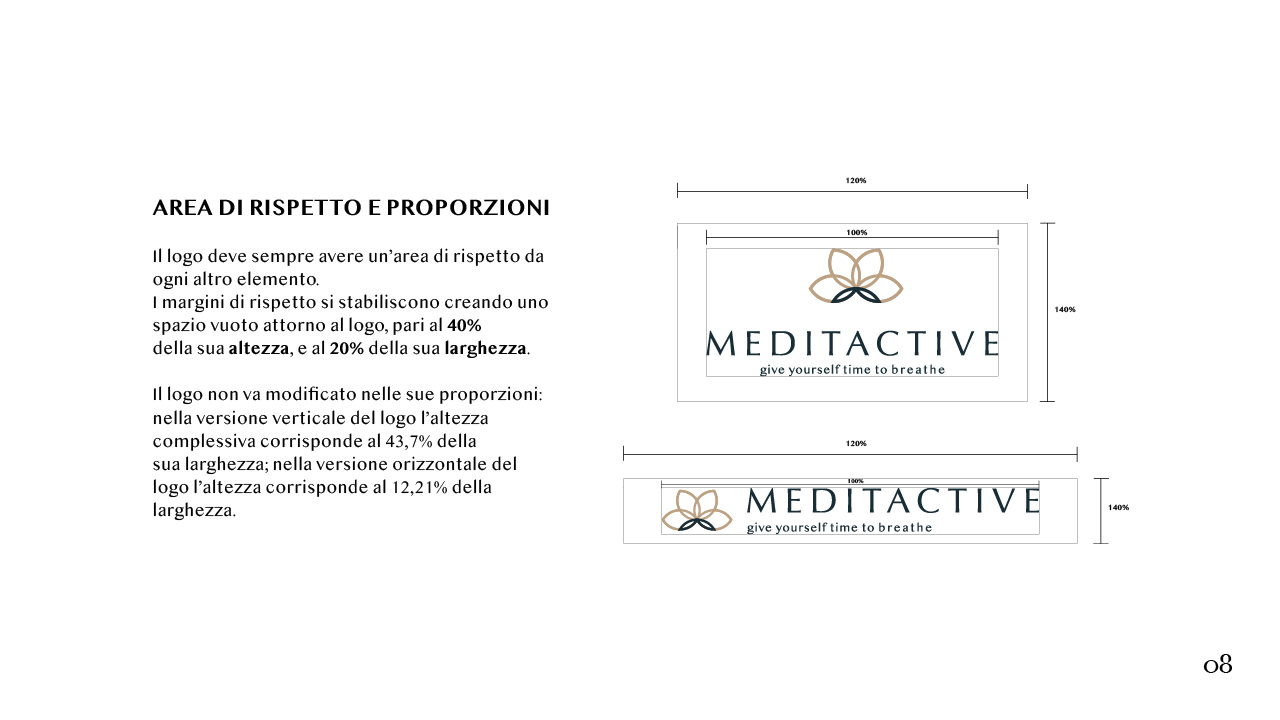 AREA DI RISPETTO E PROPORZIONI
Il logo deve sempre avere un’area di rispetto da
ogni altro elemento.
I margini di rispetto si stabiliscono creando uno
spazio vuoto attorno al logo, pari al 40%
della sua altezza, e al 20% della sua larghezza.
Il logo non va modificato nelle sue proporzioni:
nella versione verticale del logo l’altezza
complessiva corrisponde al 43,7% della
sua larghezza; nella versione orizzontale del
logo l’altezza corrisponde al 12,21% della
larghezza.
120%
100%
140%
MEDITACTIVE
give yourself time to breathe
120%
100%
MEDITACTIVE
140%
give yourself time to breathe
08